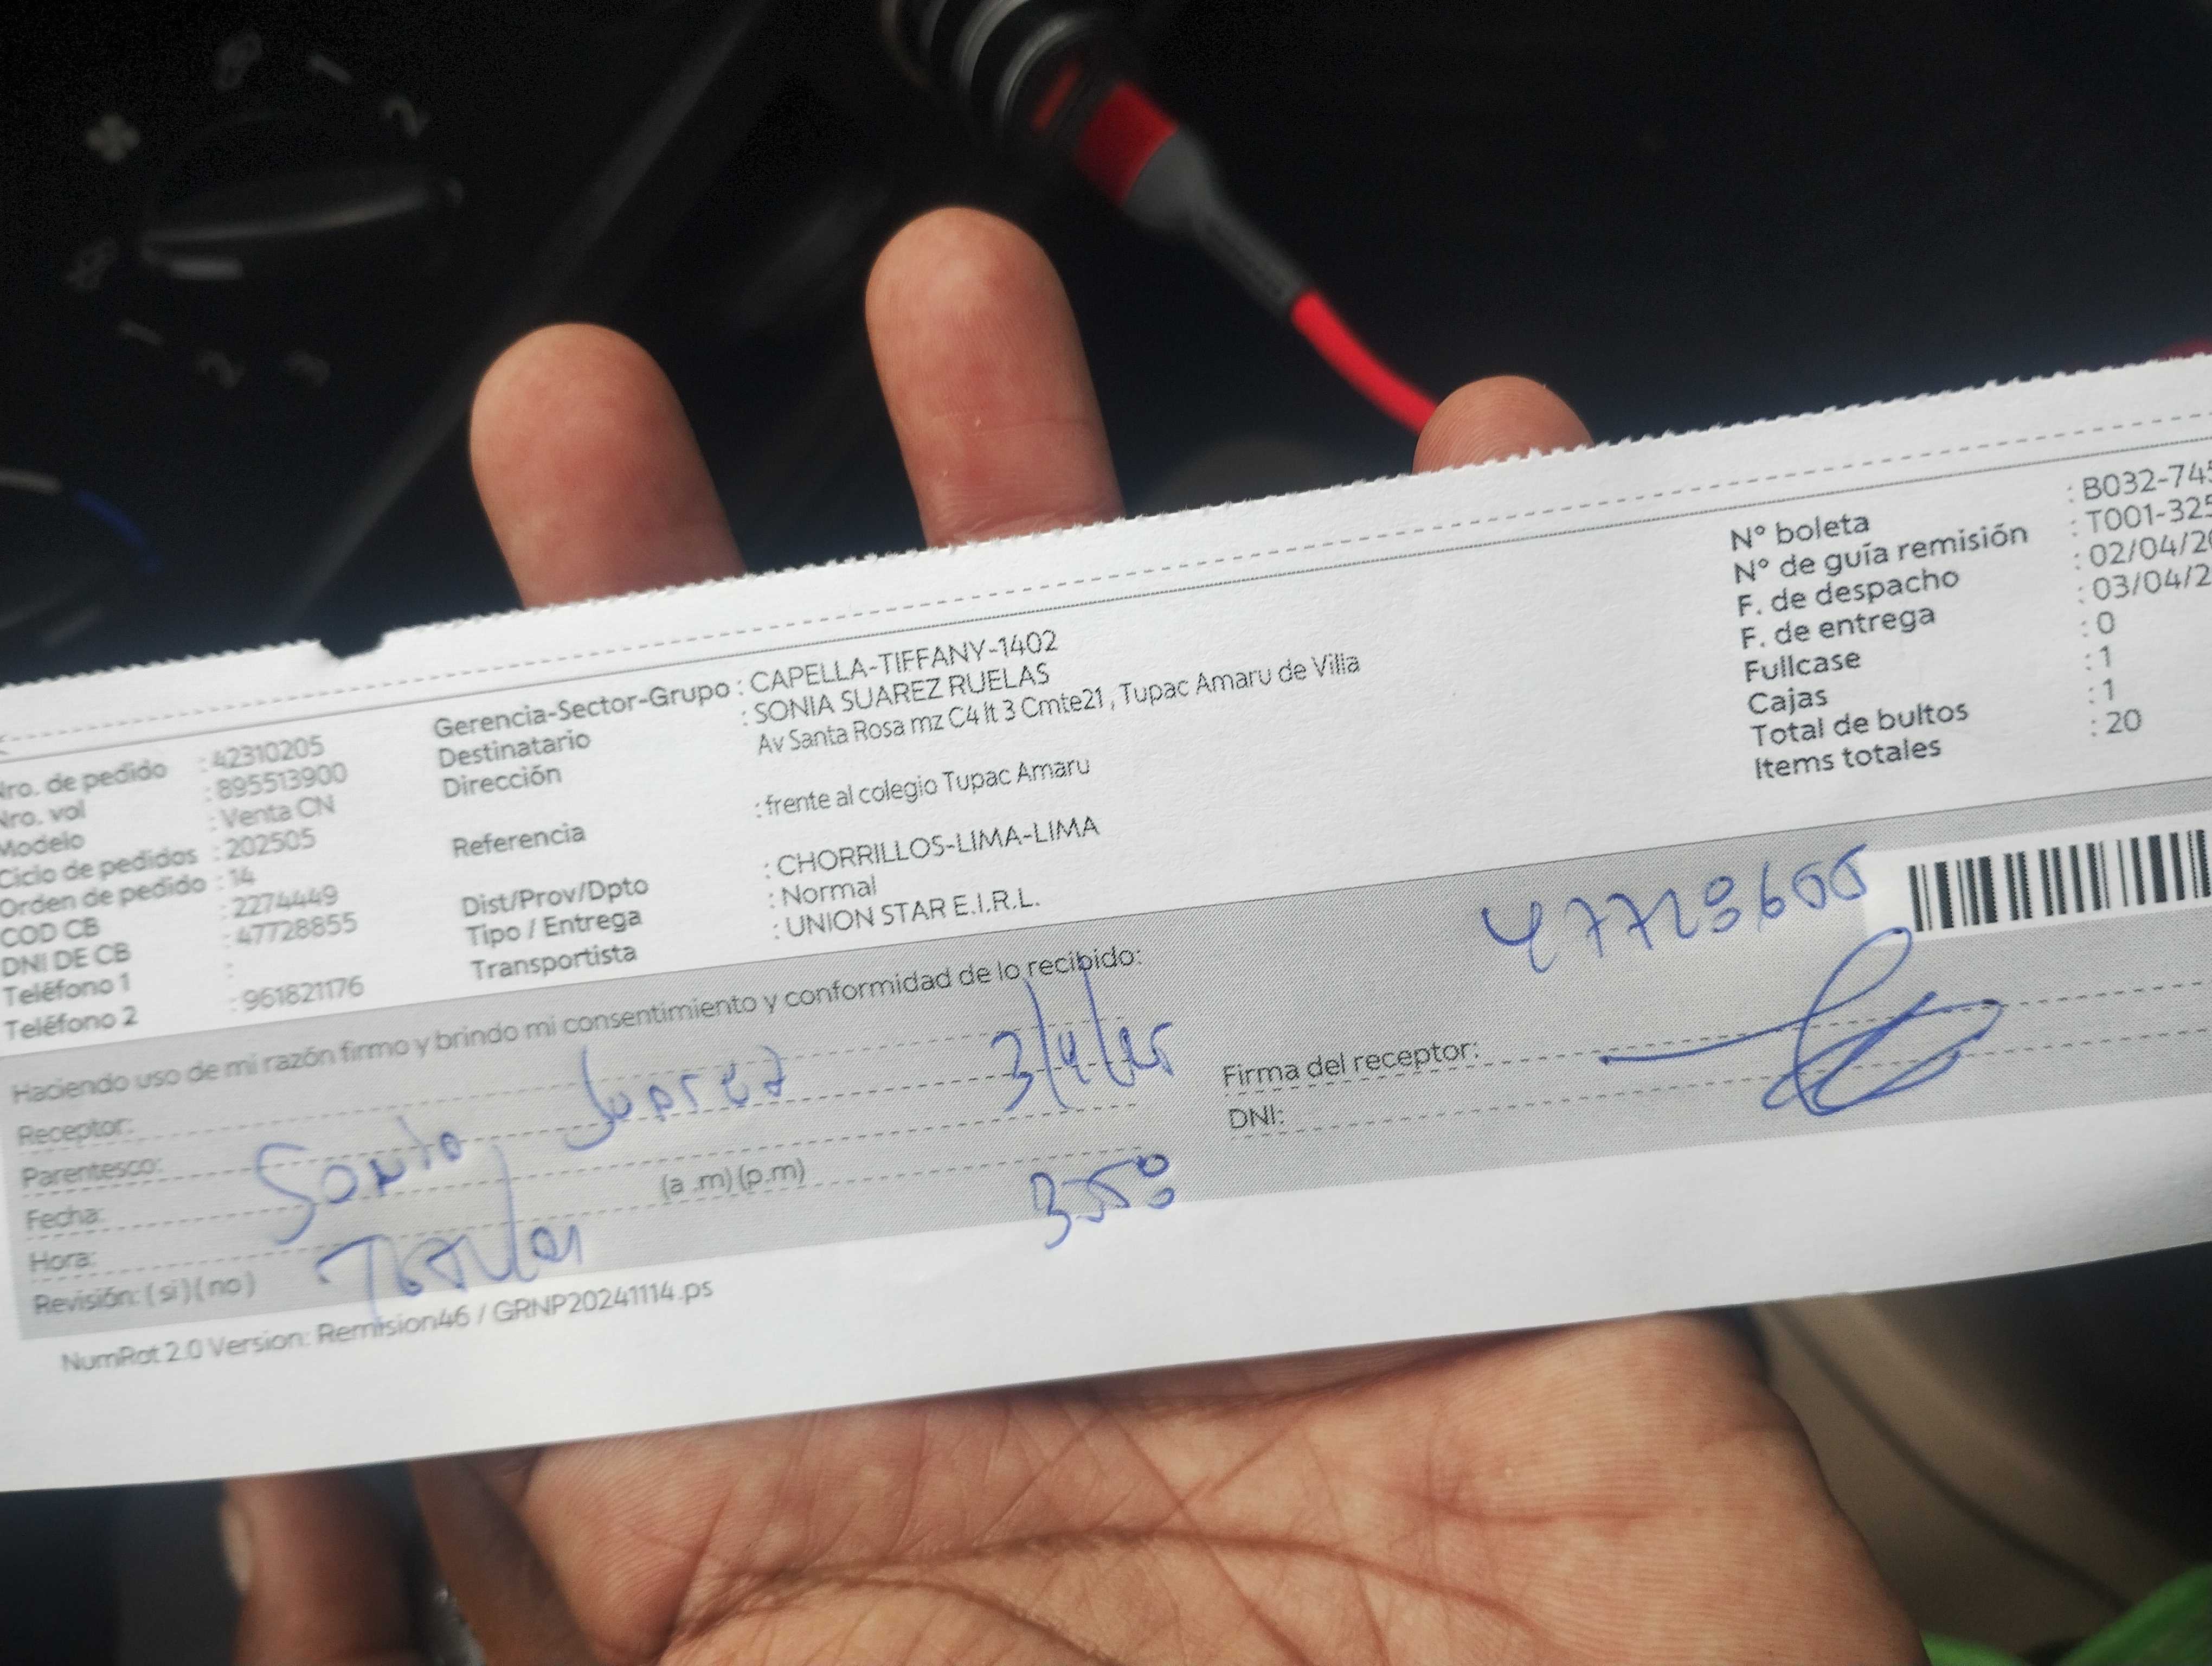 Nro. de pedido : 42310205
Nro. vol : 895513900
Modelo : Venta CN
Ciclo de pedidos : 202505
Orden de pedido : 14
COD CB : 2274449
DNI DE CB : 47728855
Teléfono 1 :
Teléfono 2 : 961821176
Gerencia-Sector-Grupo : CAPELLA-TIFFANY-1402
Destinatario : SONIA SUAREZ RUELAS
Dirección Av Santa Rosa mz C4 lt 3 Cmte21 , Tupac Amaru de Villa
Referencia : frente al colegio Tupac Amaru
Dist/Prov/Dpto : CHORRILLOS-LIMA-LIMA
Tipo / Entrega : Normal
Transportista : UNION STAR E.I.R.L.
N° boleta : B032-745
N° de guía remisión : T001-325
F. de despacho : 02/04/20
F. de entrega : 03/04/2
Fullcase : 0
Cajas : 1
Total de bultos : 1
Items totales : 20
Haciendo uso de mi razón firmo y brindo mi consentimiento y conformidad de lo recibido:
Receptor:
Parentesco: Sonia Suarez 3/4/25
Fecha:
Hora: (a .m) (p.m)
Revisión: ( si ) ( no )
Firma del receptor:
DNI:
NumRot 2.0 Version: Remision46 / GRNP20241114.ps